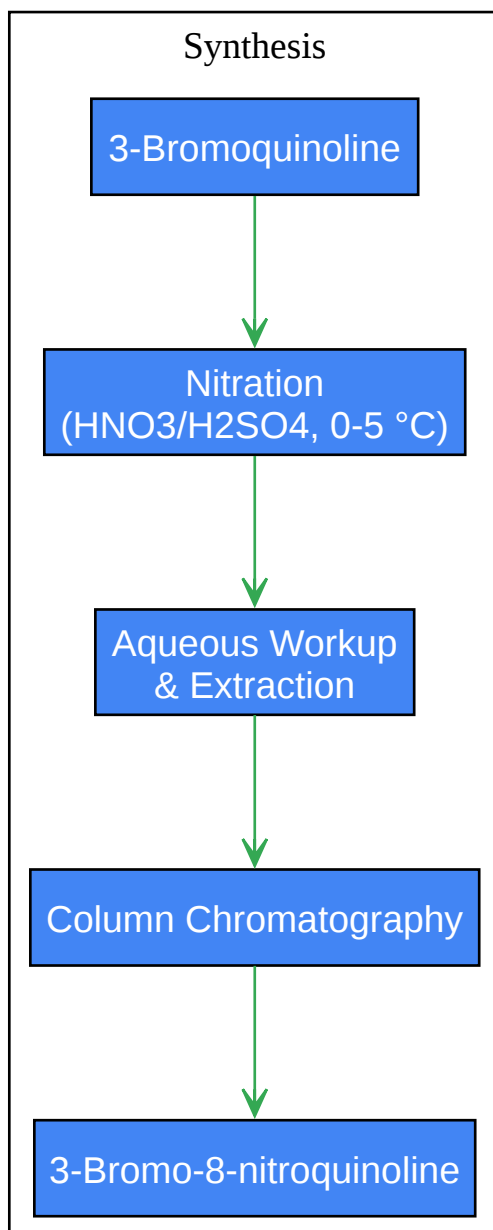 Synthesis
3-Bromoquinoline
Nitration
(HNO3/H2SO4, 0-5 °C)
Aqueous Workup
& Extraction
Column Chromatography
3-Bromo-8-nitroquinoline